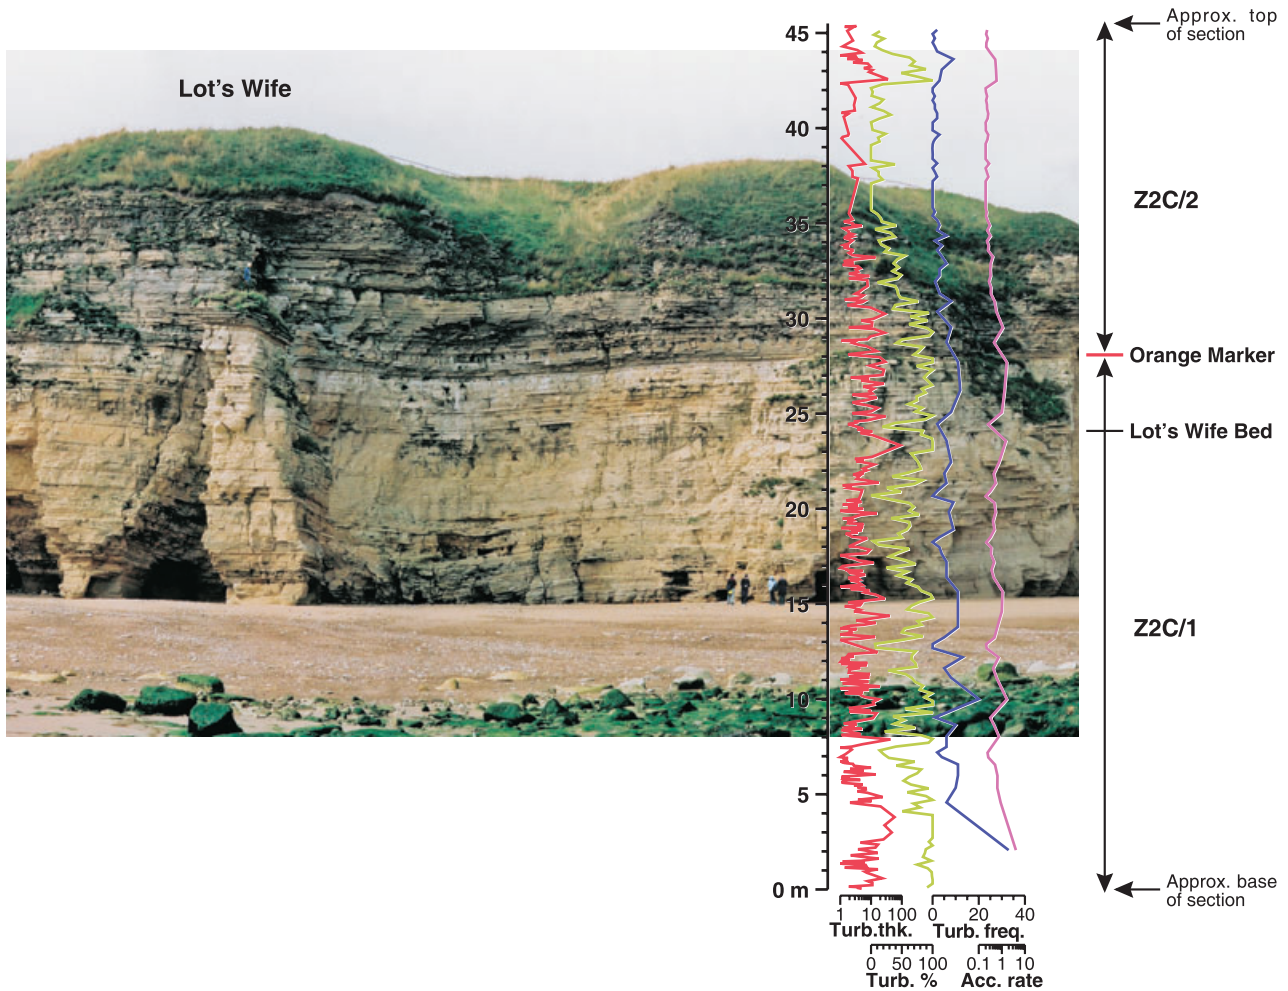 Lot's Wife
45
40
35
30
25
20
15
10
5
0 m
Approx. top
of section
Z2C/2
Orange Marker
Lot's Wife Bed
Z2C/1
Approx. base
of section
1 10 100
Turb.thk.
0 20 40
Turb. freq.
0 50 100
Turb. %
0.1 1 10
Acc. rate